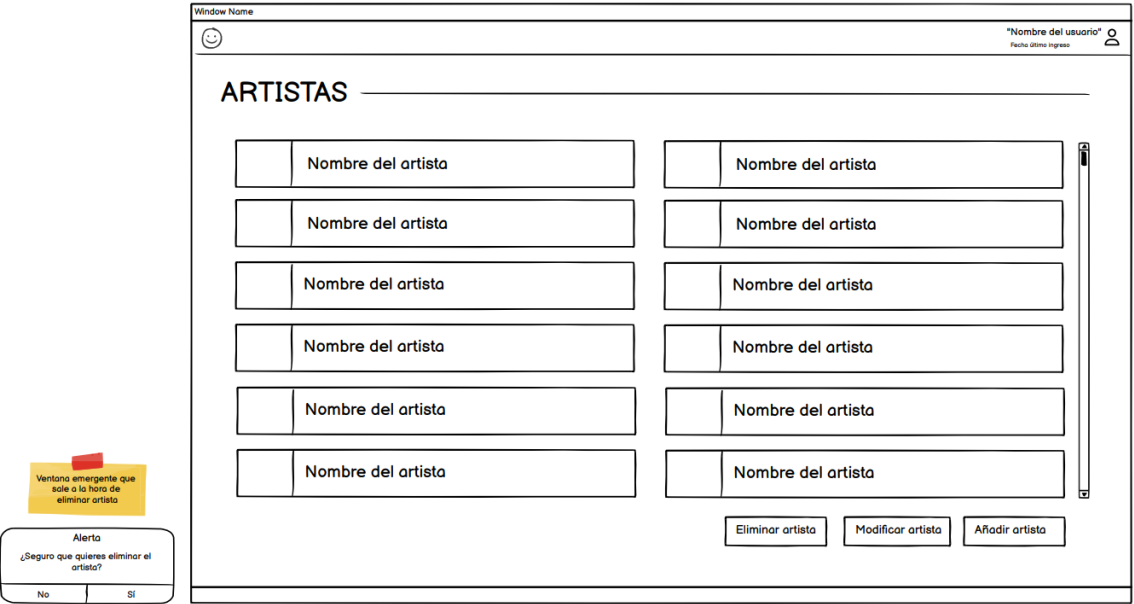 Window Name
"Nombre del usuario"
Fecha último ingreso
ARTISTAS
Nombre del artista
Nombre del artista
Nombre del artista
Nombre del artista
Nombre del artista
Nombre del artista
Nombre del artista
Nombre del artista
Nombre del artista
Nombre del artista
Nombre del artista
Nombre del artista
Eliminar artista
Modificar artista
Añadir artista
Ventana emergente que
sale a la hora de
eliminar artista
Alerta
¿Seguro que quieres eliminar el
artista?
No
Sí